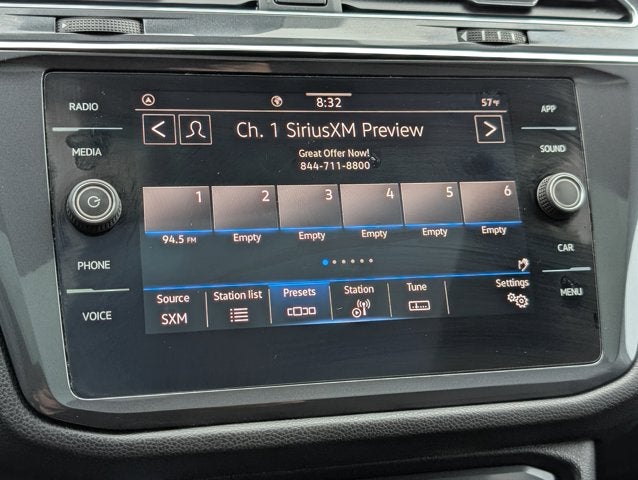 RADIO
MEDIA
PHONE
VOICE
8:32
57°F
Ch. 1 SiriusXM Preview
Great Offer Now!
844-711-8800
1 2 3 4 5 6
94.5 FM Empty Empty Empty Empty Empty
Source Station list Presets Station Tune Settings
SXM
APP
SOUND
CAR
MENU